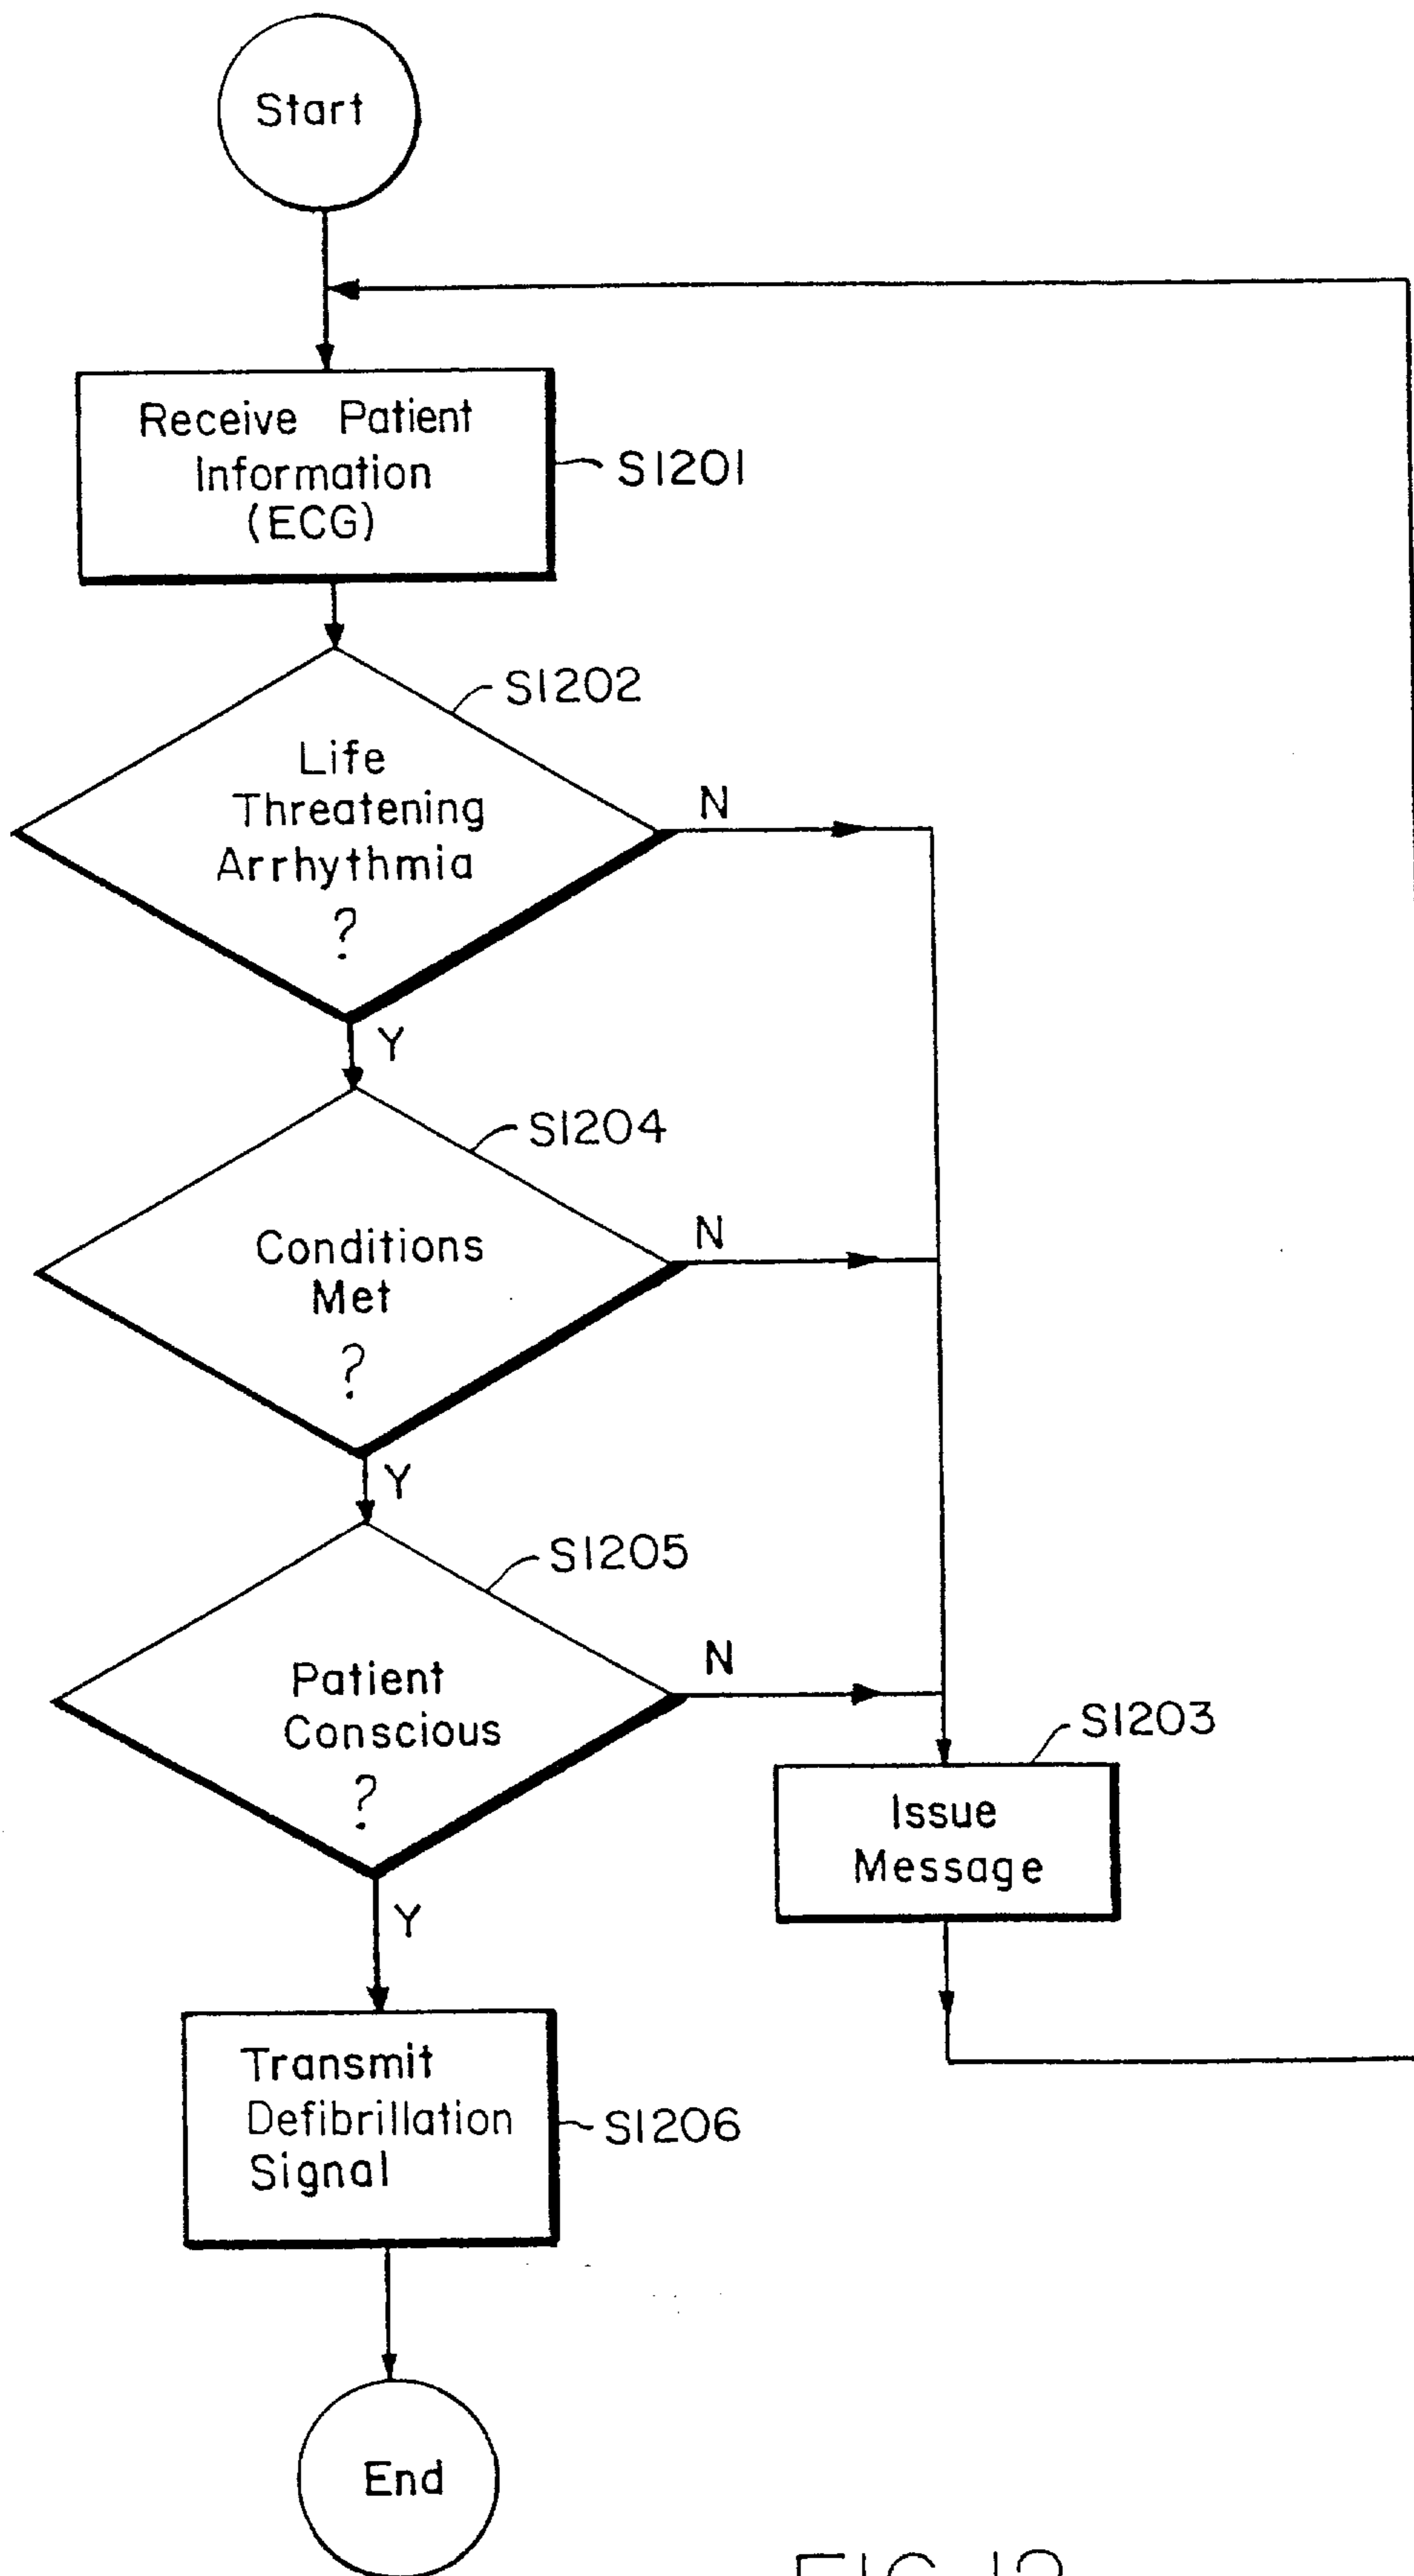 Start
Receive Patient
Information
(ECG)
S1201
S1202
Life
Threatening
Arrhythmia
?
N
Y
S1204
Conditions
Met
?
N
Y
S1205
Patient
Conscious
?
N
Y
S1203
Issue
Message
Transmit
Defibrillation
Signal
S1206
End